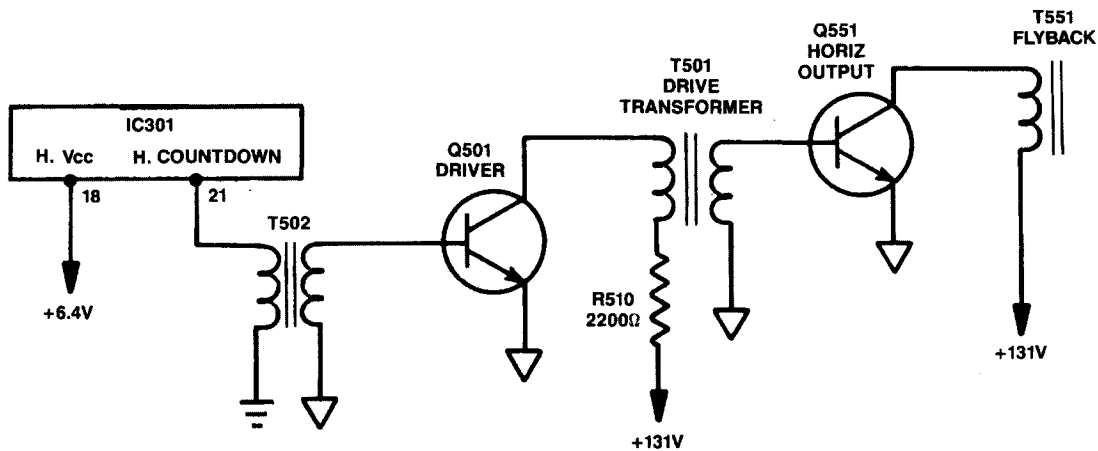 IC301
H. Vcc
H. COUNTDOWN
18
21
+6.4V
T502
Q501
DRIVER
T501
DRIVE
TRANSFORMER
R510
2200Ω
+131V
Q551
HORIZ
OUTPUT
T551
FLYBACK
+131V